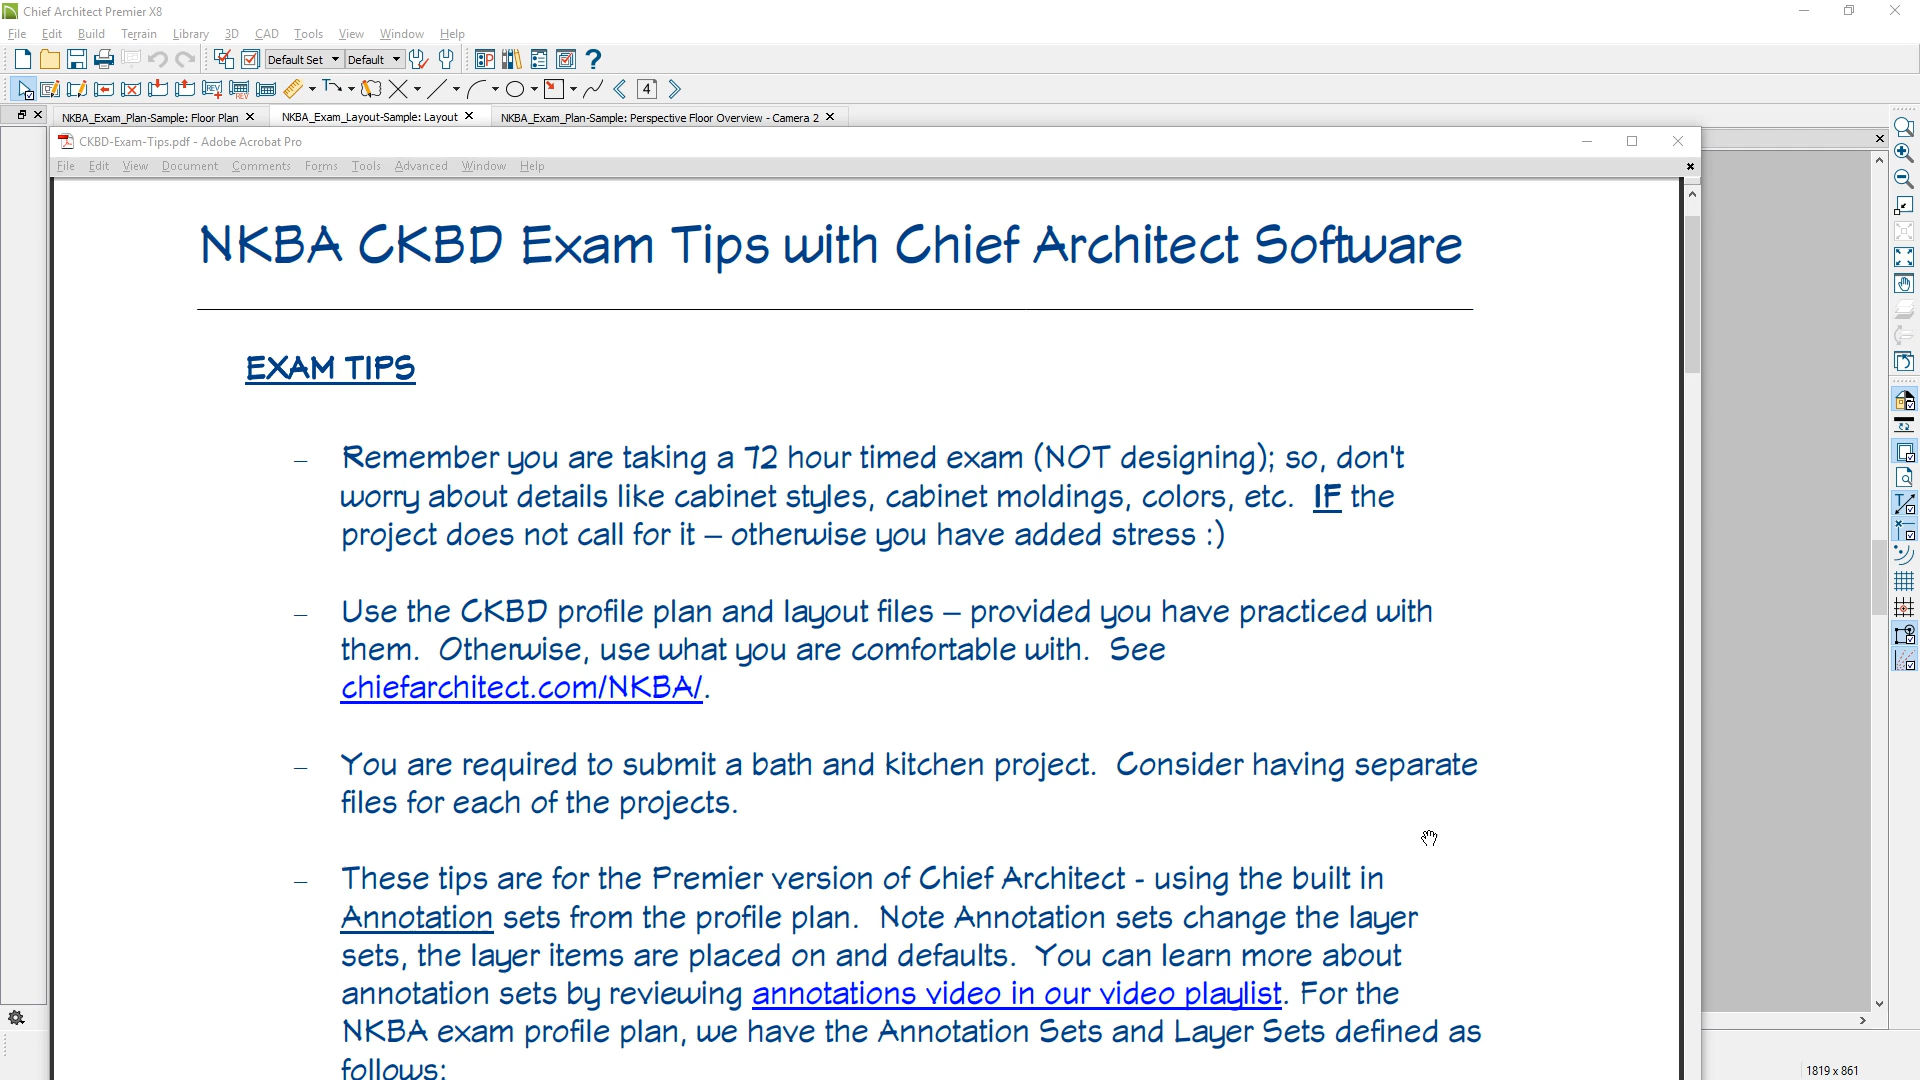 Chief Architect Premier X8
File Edit Build Terrain Library 3D CAD Tools View Window Help
Default Set Default
4
NKBA_Exam_Plan-Sample: Floor Plan NKBA_Exam_Layout-Sample: Layout NKBA_Exam_Plan-Sample: Perspective Floor Overview - Camera 2
CKBD-Exam-Tips.pdf - Adobe Acrobat Pro
File Edit View Document Comments Forms Tools Advanced Window Help
NKBA CKBD Exam Tips with Chief Architect Software
EXAM TIPS
– Remember you are taking a 72 hour timed exam (NOT designing); so, don't
worry about details like cabinet styles, cabinet moldings, colors, etc. IF the
project does not call for it – otherwise you have added stress :)
– Use the CKBD profile plan and layout files – provided you have practiced with
them. Otherwise, use what you are comfortable with. See
chiefarchitect.com/NKBA/.
– You are required to submit a bath and kitchen project. Consider having separate
files for each of the projects.
– These tips are for the Premier version of Chief Architect - using the built in
Annotation sets from the profile plan. Note Annotation sets change the layer
sets, the layer items are placed on and defaults. You can learn more about
annotation sets by reviewing annotations video in our video playlist. For the
NKBA exam profile plan, we have the Annotation Sets and Layer Sets defined as
follows:
1819 x 861